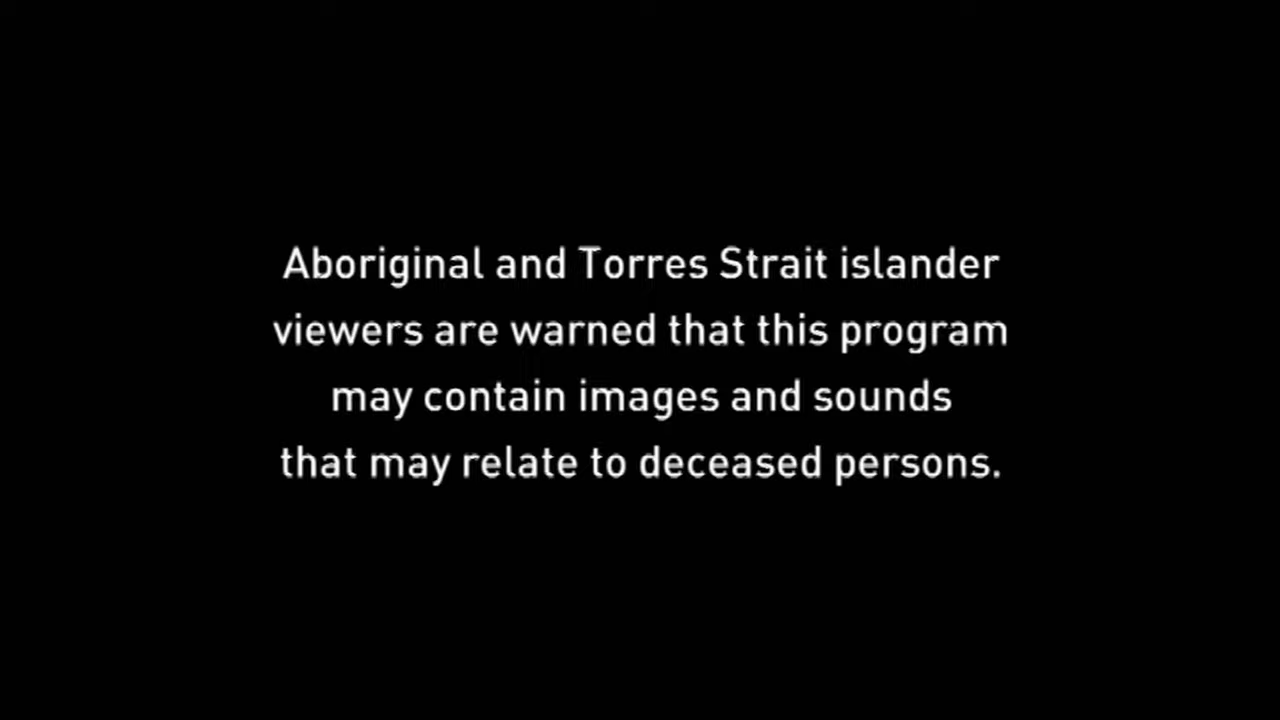 Aboriginal and Torres Strait islander
viewers are warned that this program
may contain images and sounds
that may relate to deceased persons.